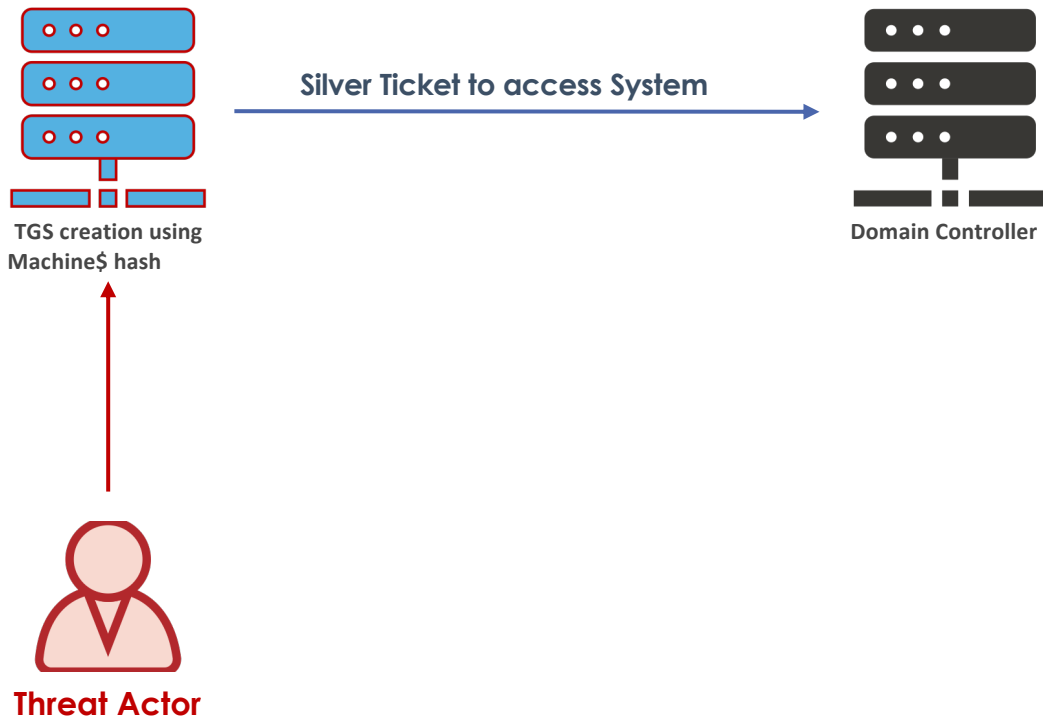 Silver Ticket to access System
TGS creation using
Machine$ hash
Domain Controller
Threat Actor